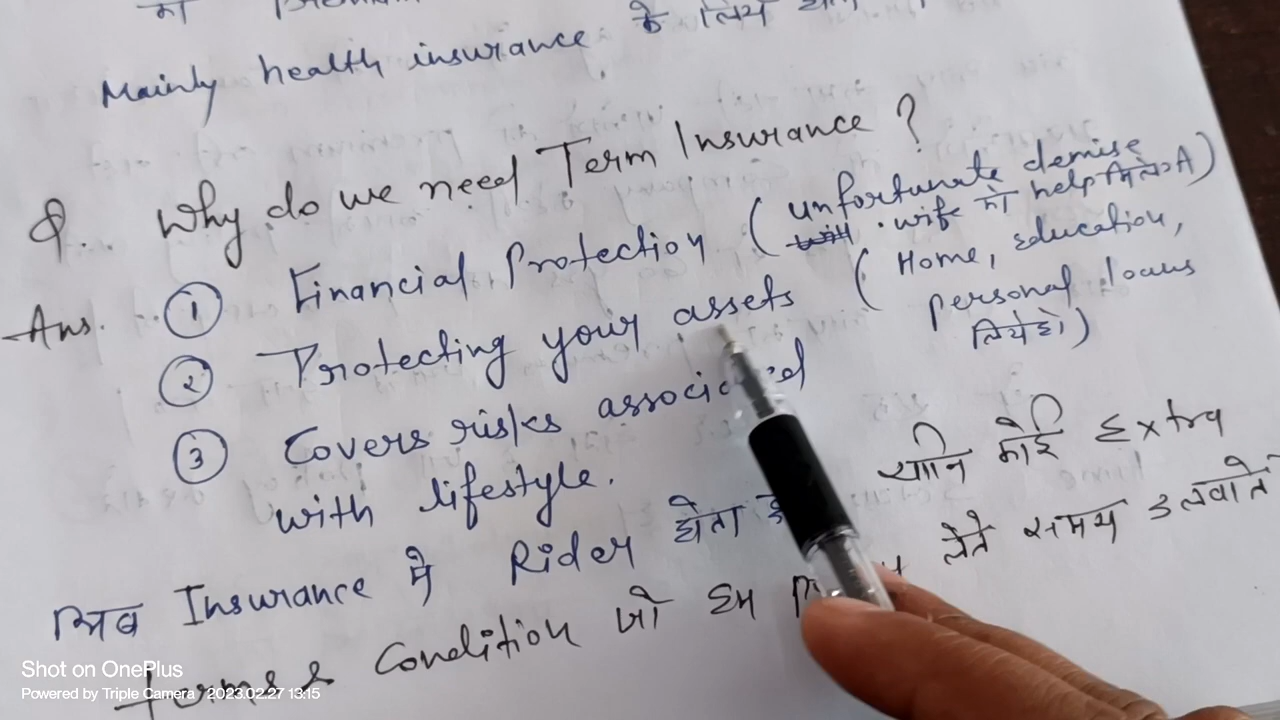 का
Mainly health insurance के लिये
Q. Why do we need Term Insurance ?
Ans. ① Financial Protection ( unfortunate demise
wife को help मिलेगा )
② Protecting your assets ( Home, education,
personal loans
लिये हो )
③ Covers risks associated
with lifestyle.
अब Insurance में Rider होता है यानि कोई Extra
terms & Condition जो हम लेते समय डलवाते
Shot on OnePlus
Powered by Triple Camera 2023.02.27 13:15